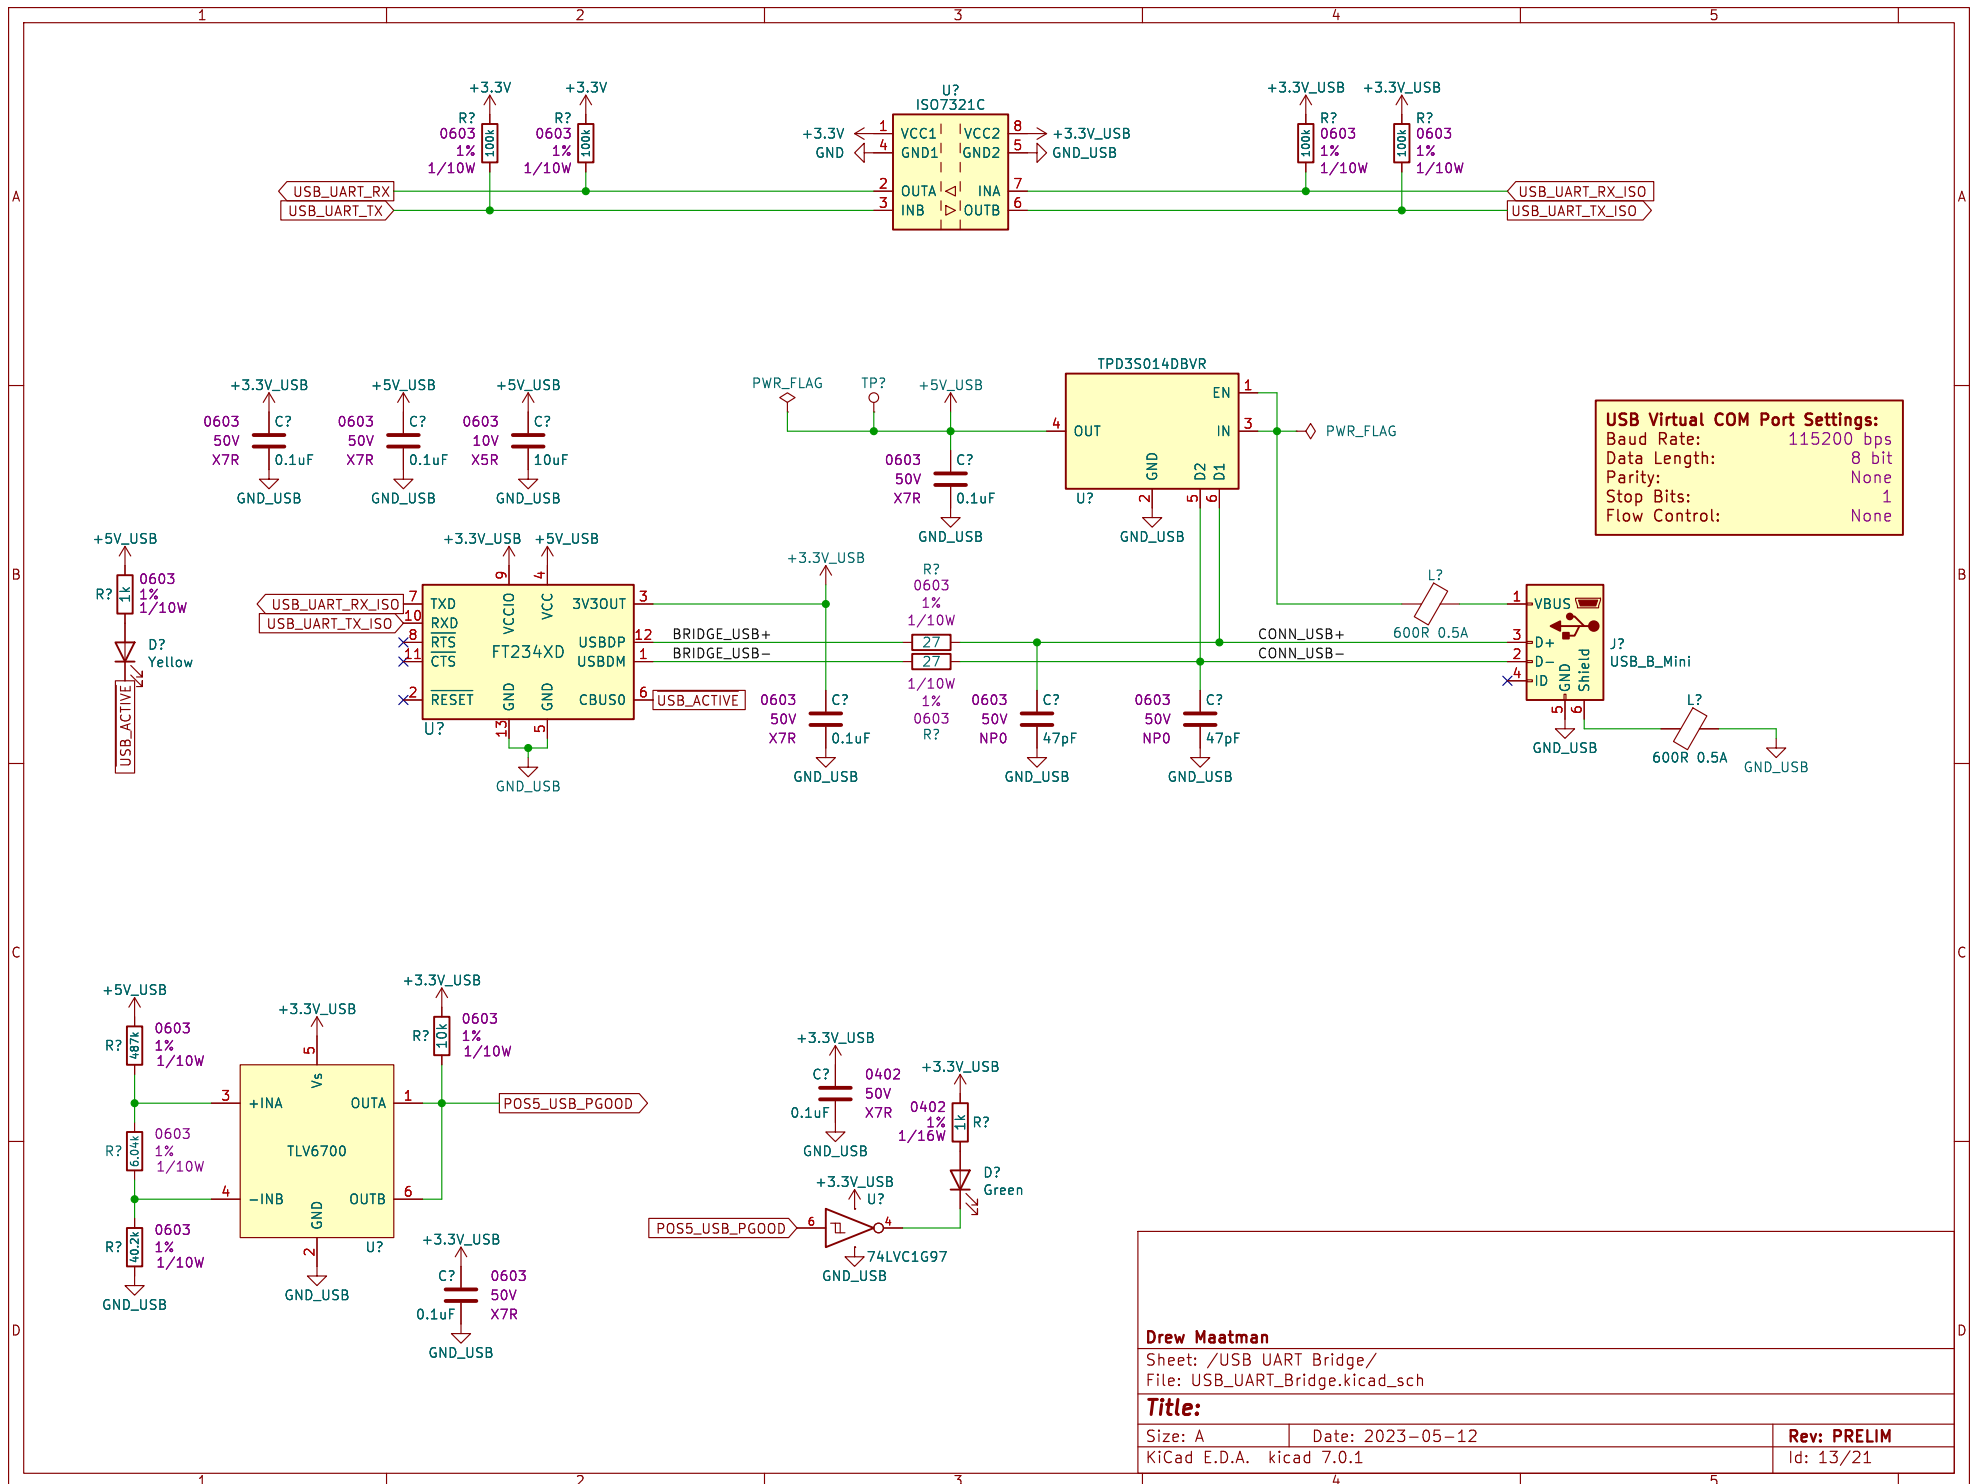 1 2 3 4 5
A A
B B
C C
D D
+3.3V +3.3V
R? R?
0603 0603
1% 1%
1/10W 1/10W
100k 100k
U?
ISO7321C
+3.3V 1 VCC1 VCC2 8 +3.3V_USB
GND 4 GND1 GND2 5 GND_USB
2 OUTA INA 7
3 INB OUTB 6
+3.3V_USB +3.3V_USB
R? R?
0603 0603
1% 1%
1/10W 1/10W
100k 100k
USB_UART_RX
USB_UART_TX
USB_UART_RX_ISO
USB_UART_TX_ISO
+3.3V_USB +5V_USB +5V_USB
0603 C? 0603 C? 0603 C?
50V 50V 10V
X7R 0.1uF X7R 0.1uF X5R 10uF
GND_USB GND_USB GND_USB
PWR_FLAG TP? +5V_USB
0603 C?
50V
X7R 0.1uF
GND_USB
TPD3S014DBVR
EN 1
4 OUT IN 3 PWR_FLAG
GND D2 D1
U? 2 5 6
GND_USB
USB Virtual COM Port Settings:
Baud Rate: 115200 bps
Data Length: 8 bit
Parity: None
Stop Bits: 1
Flow Control: None
+5V_USB
R? 1k 0603
1%
1/10W
D?
Yellow
USB_ACTIVE
+3.3V_USB +5V_USB
9 4
USB_UART_RX_ISO 7 TXD VCCIO VCC 3V3OUT 3
USB_UART_TX_ISO 10 RXD
8 RTS USBDP 12 BRIDGE_USB+
11 CTS FT234XD USBDM 1 BRIDGE_USB-
2 RESET GND GND CBUS0 6 USB_ACTIVE
U? 13 5
GND_USB
+3.3V_USB
0603 C?
50V
X7R 0.1uF
GND_USB
R?
0603
1%
1/10W
27
27
1/10W
1%
0603
R?
0603 C?
50V
NP0 47pF
GND_USB
0603 C?
50V
NP0 47pF
GND_USB
CONN_USB+
CONN_USB-
L?
600R 0.5A
1 VBUS
3 D+
2 D-
4 ID
GND Shield
5 6
J?
USB_B_Mini
GND_USB
L?
600R 0.5A
GND_USB
+5V_USB
R? 487k 0603
1%
1/10W
R? 6.04k 0603
1%
1/10W
R? 40.2k 0603
1%
1/10W
GND_USB
+3.3V_USB
5
Vs
3 +INA OUTA 1
TLV6700
4 -INB OUTB 6
GND
2 U?
GND_USB
+3.3V_USB
R? 10k 0603
1%
1/10W
POS5_USB_PGOOD
+3.3V_USB
C? 0603
50V
0.1uF X7R
GND_USB
+3.3V_USB
C? 0402
50V
0.1uF X7R
GND_USB
+3.3V_USB
0402
1% 1k R?
1/16W
D?
Green
+3.3V_USB
U?
POS5_USB_PGOOD 6 4
74LVC1G97
GND_USB
Drew Maatman
Sheet: /USB UART Bridge/
File: USB_UART_Bridge.kicad_sch
Title:
Size: A Date: 2023-05-12 Rev: PRELIM
KiCad E.D.A. kicad 7.0.1 Id: 13/21
1 2 3 4 5